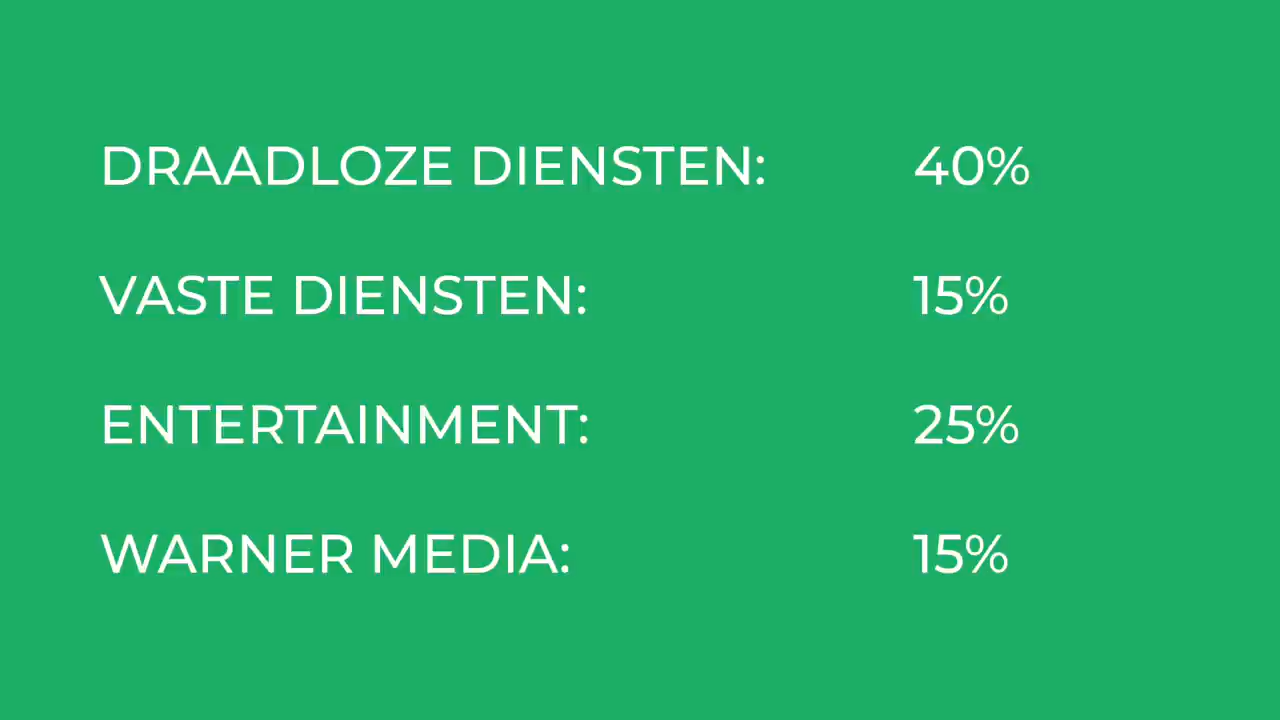 DRAADLOZE DIENSTEN: 40%
VASTE DIENSTEN: 15%
ENTERTAINMENT: 25%
WARNER MEDIA: 15%